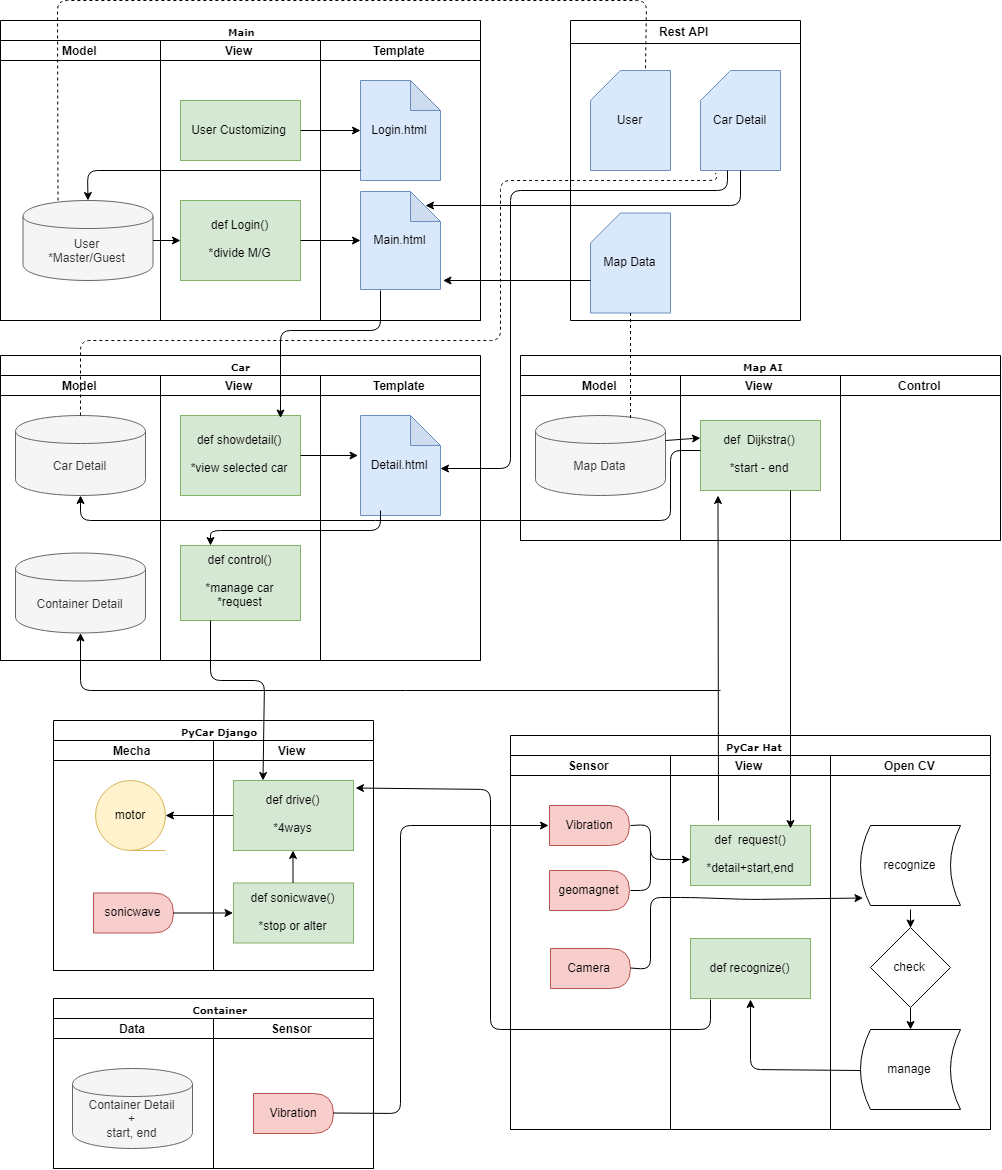 Main
Model
View
Template
User Customizing
Login.html
User
*Master/Guest
def Login()
*divide M/G
Main.html
Rest API
User
Car Detail
Map Data
Car
Model
View
Template
Car Detail
def showdetail()
*view selected car
Detail.html
Container Detail
def control()
*manage car
*request
Map AI
Model
View
Control
Map Data
def  Dijkstra()
*start - end
PyCar Django
Mecha
View
motor
def drive()
*4ways
sonicwave
def sonicwave()
*stop or alter
Container
Data
Sensor
Container Detail
+
start, end
Vibration
PyCar Hat
Sensor
View
Open CV
Vibration
geomagnet
Camera
def  request()
*detail+start,end
def recognize()
recognize
check
manage